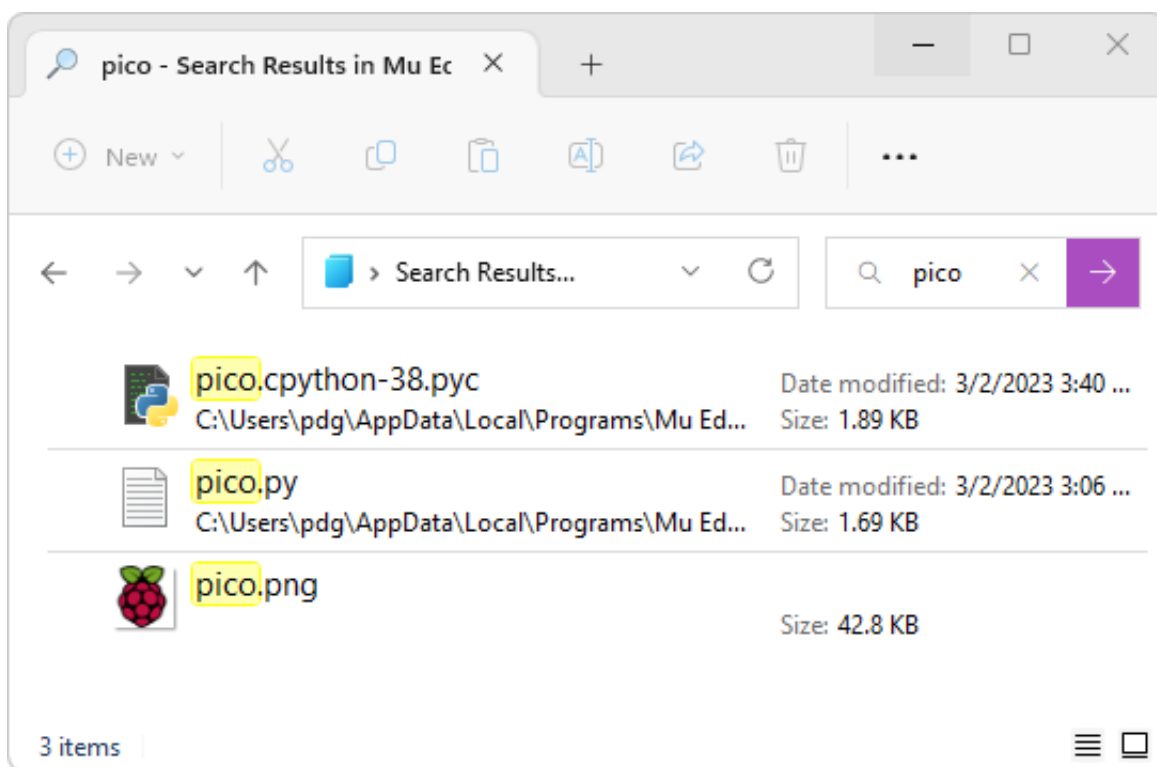 pico - Search Results in Mu Ec
New
Search Results...
pico
pico.cpython-38.pyc
Date modified: 3/2/2023 3:40 ...
C:\Users\pdg\AppData\Local\Programs\Mu Ed...
Size: 1.89 KB
pico.py
Date modified: 3/2/2023 3:06 ...
C:\Users\pdg\AppData\Local\Programs\Mu Ed...
Size: 1.69 KB
pico.png
Size: 42.8 KB
3 items